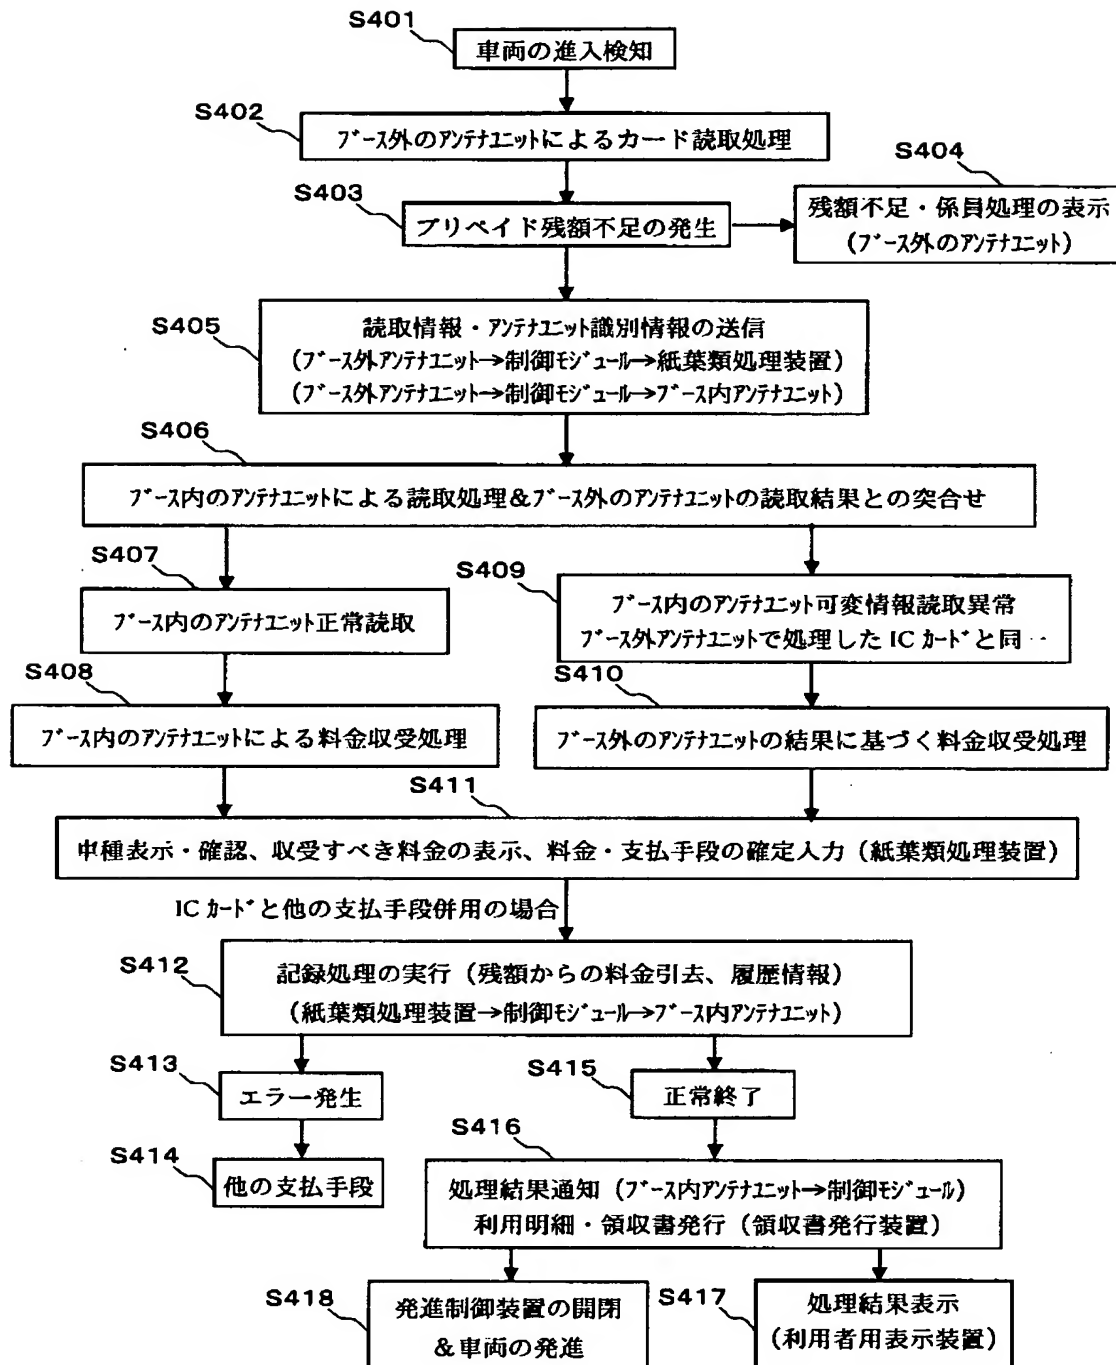 S401
車両の進入検知
S402
ﾌﾞｰｽ外のｱﾝﾃﾅﾕﾆｯﾄによるカード読取処理
S403
プリペイド残額不足の発生
S404
残額不足・係員処理の表示
(ﾌﾞｰｽ外のｱﾝﾃﾅﾕﾆｯﾄ)
S405
読取情報・ｱﾝﾃﾅﾕﾆｯﾄ識別情報の送信
(ﾌﾞｰｽ外ｱﾝﾃﾅﾕﾆｯﾄ→制御ﾓｼﾞｭｰﾙ→紙葉類処理装置)
(ﾌﾞｰｽ外ｱﾝﾃﾅﾕﾆｯﾄ→制御ﾓｼﾞｭｰﾙ→ﾌﾞｰｽ内ｱﾝﾃﾅﾕﾆｯﾄ)
S406
ﾌﾞｰｽ内のｱﾝﾃﾅﾕﾆｯﾄによる読取処理&ﾌﾞｰｽ外のｱﾝﾃﾅﾕﾆｯﾄの読取結果との突合せ
S407
ﾌﾞｰｽ内のｱﾝﾃﾅﾕﾆｯﾄ正常読取
S409
ﾌﾞｰｽ内のｱﾝﾃﾅﾕﾆｯﾄ可変情報読取異常
ﾌﾞｰｽ外ｱﾝﾃﾅﾕﾆｯﾄで処理した IC ｶｰﾄﾞと同一
S408
ﾌﾞｰｽ内のｱﾝﾃﾅﾕﾆｯﾄによる料金収受処理
S410
ﾌﾞｰｽ外のｱﾝﾃﾅﾕﾆｯﾄの結果に基づく料金収受処理
S411
車種表示・確認、収受すべき料金の表示、料金・支払手段の確定入力（紙葉類処理装置）
IC ｶｰﾄﾞと他の支払手段併用の場合
S412
記録処理の実行（残額からの料金引去、履歴情報）
（紙葉類処理装置→制御ﾓｼﾞｭｰﾙ→ﾌﾞｰｽ内ｱﾝﾃﾅﾕﾆｯﾄ）
S413
エラー発生
S415
正常終了
S414
他の支払手段
S416
処理結果通知（ﾌﾞｰｽ内ｱﾝﾃﾅﾕﾆｯﾄ→制御ﾓｼﾞｭｰﾙ）
利用明細・領収書発行（領収書発行装置）
S418
発進制御装置の開閉
&車両の発進
S417
処理結果表示
(利用者用表示装置)